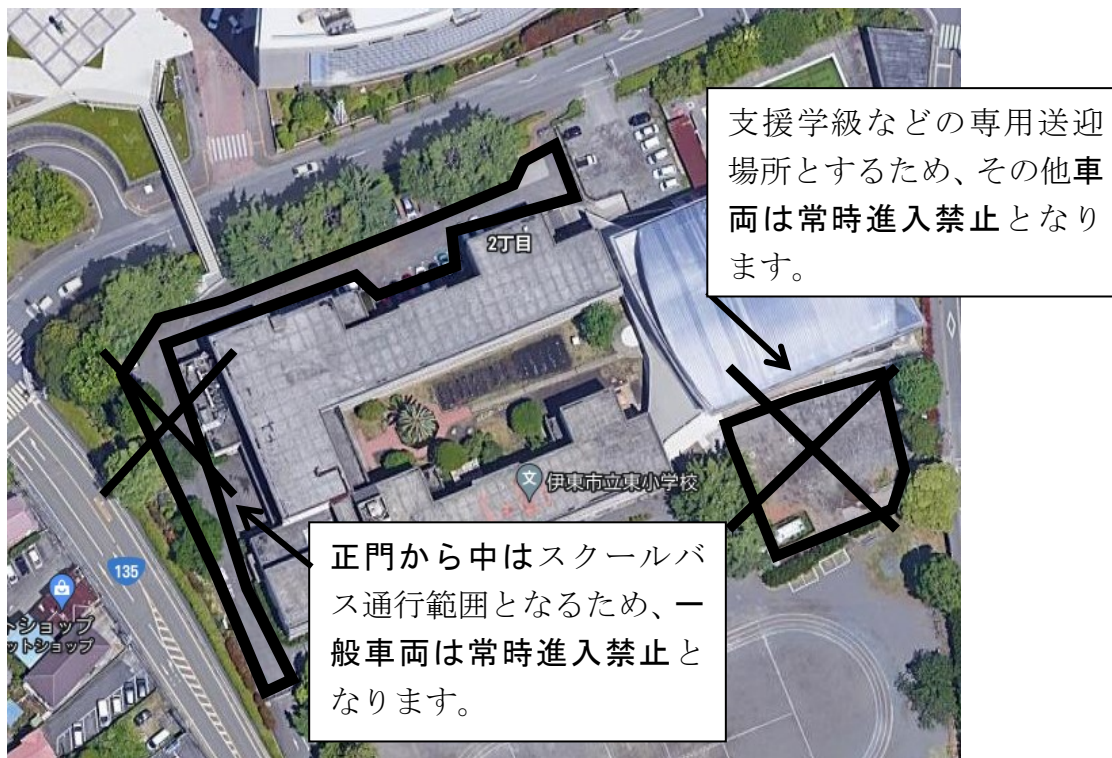 支援学級などの専用送迎
場所とするため、その他車
両は常時進入禁止となり
ます。
2丁目
伊東市立東小学校
正門から中はスクールバ
ス通行範囲となるため、一
般車両は常時進入禁止と
なります。
135
トショップ
ットショップ